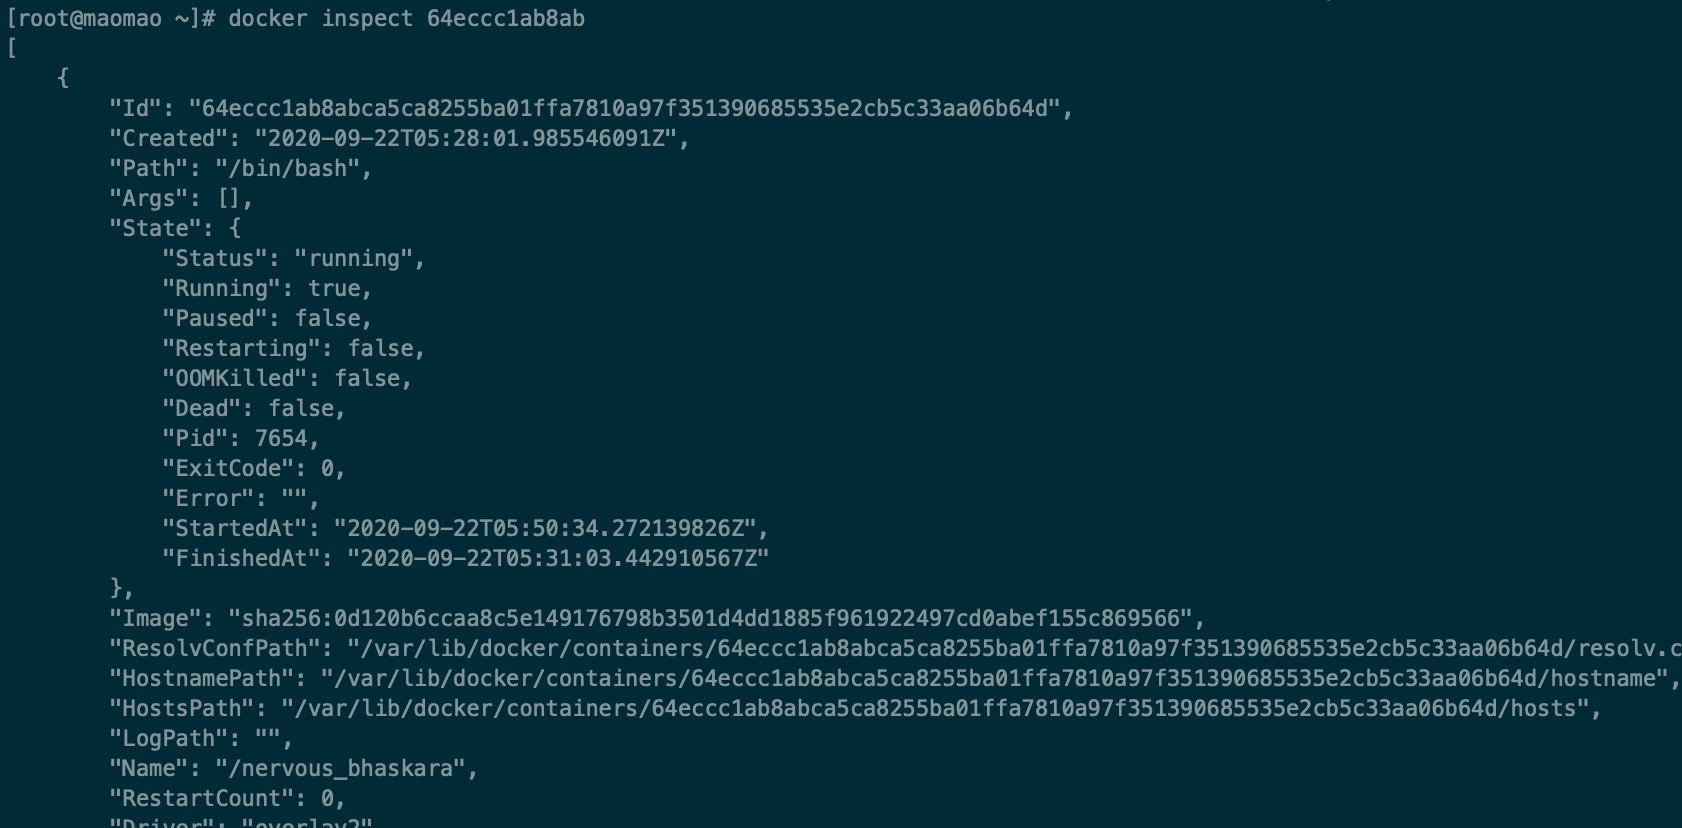 [root@maomao ~]# docker inspect 64eccc1ab8ab
[
    {
        "Id": "64eccc1ab8abca5ca8255ba01ffa7810a97f351390685535e2cb5c33aa06b64d",
        "Created": "2020-09-22T05:28:01.985546091Z",
        "Path": "/bin/bash",
        "Args": [],
        "State": {
            "Status": "running",
            "Running": true,
            "Paused": false,
            "Restarting": false,
            "OOMKilled": false,
            "Dead": false,
            "Pid": 7654,
            "ExitCode": 0,
            "Error": "",
            "StartedAt": "2020-09-22T05:50:34.272139826Z",
            "FinishedAt": "2020-09-22T05:31:03.442910567Z"
        },
        "Image": "sha256:0d120b6ccaa8c5e149176798b3501d4dd1885f961922497cd0abef155c869566",
        "ResolvConfPath": "/var/lib/docker/containers/64eccc1ab8abca5ca8255ba01ffa7810a97f351390685535e2cb5c33aa06b64d/resolv.c
        "HostnamePath": "/var/lib/docker/containers/64eccc1ab8abca5ca8255ba01ffa7810a97f351390685535e2cb5c33aa06b64d/hostname",
        "HostsPath": "/var/lib/docker/containers/64eccc1ab8abca5ca8255ba01ffa7810a97f351390685535e2cb5c33aa06b64d/hosts",
        "LogPath": "",
        "Name": "/nervous_bhaskara",
        "RestartCount": 0,
        "Driver": "overlay2"